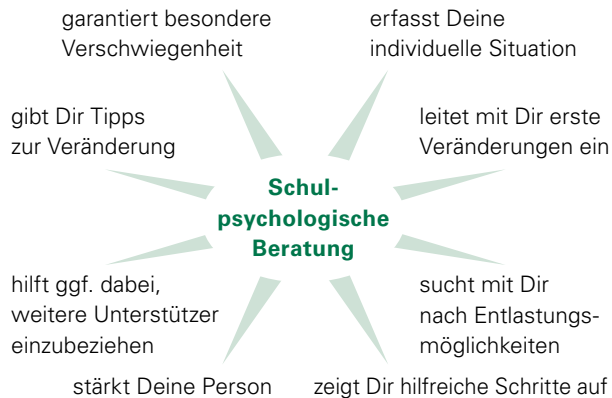 garantiert besondere
Verschwiegenheit
erfasst Deine
individuelle Situation
gibt Dir Tipps
zur Veränderung
leitet mit Dir erste
Veränderungen ein
Schul-
psychologische
Beratung
hilft ggf. dabei,
weitere Unterstützer
einzubeziehen
sucht mit Dir
nach Entlastungs-
möglichkeiten
stärkt Deine Person
zeigt Dir hilfreiche Schritte auf